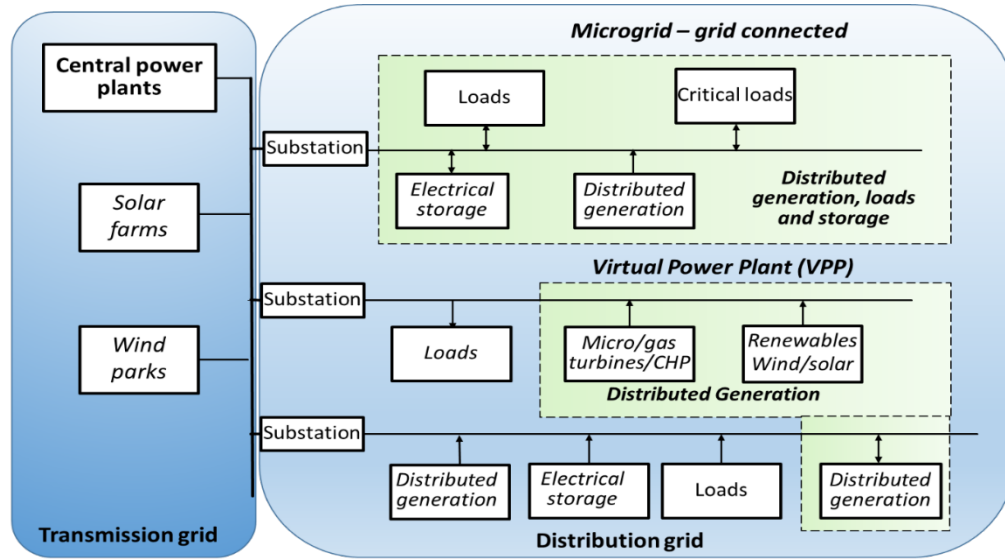 Central power
plants
Solar
farms
Wind
parks
Transmission grid
Microgrid – grid connected
Loads
Critical loads
Substation
Electrical
storage
Distributed
generation
Distributed
generation, loads
and storage
Virtual Power Plant (VPP)
Substation
Loads
Micro/gas
turbines/CHP
Renewables
Wind/solar
Distributed Generation
Substation
Distributed
generation
Electrical
storage
Loads
Distributed
generation
Distribution grid